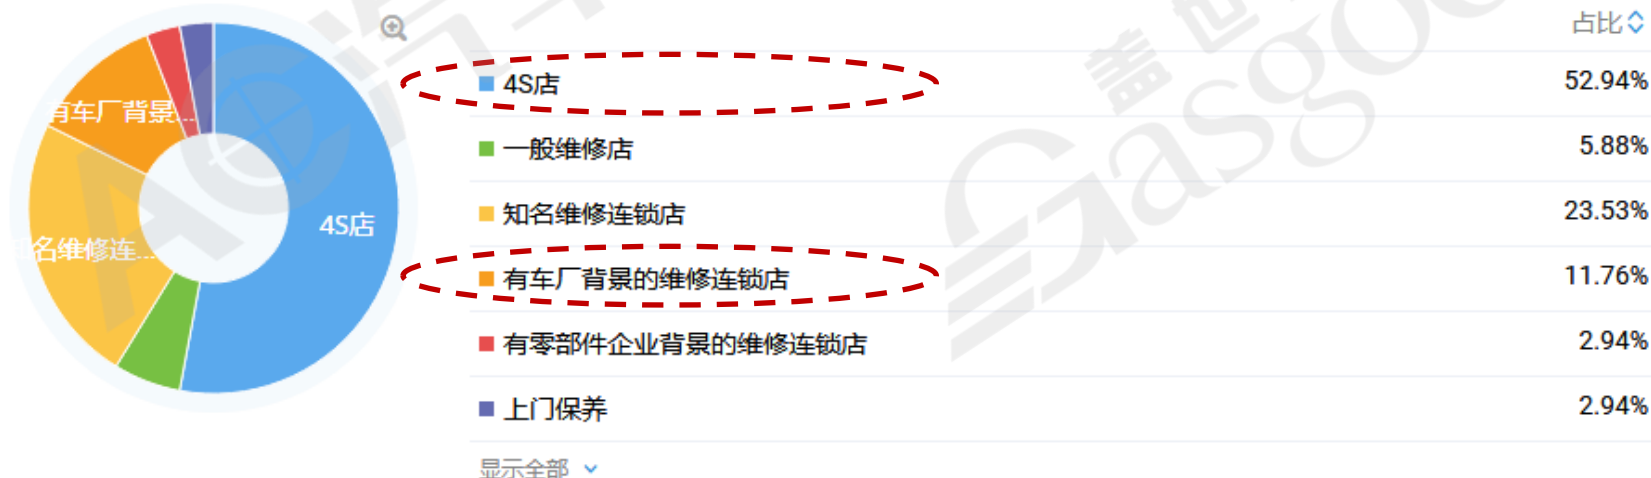 占比
4S店 52.94%
一般维修店 5.88%
知名维修连锁店 23.53%
有车厂背景的维修连锁店 11.76%
有零部件企业背景的维修连锁店 2.94%
上门保养 2.94%
显示全部
有车厂背景...
4S店
名维修连...
盖世
Gasgoo